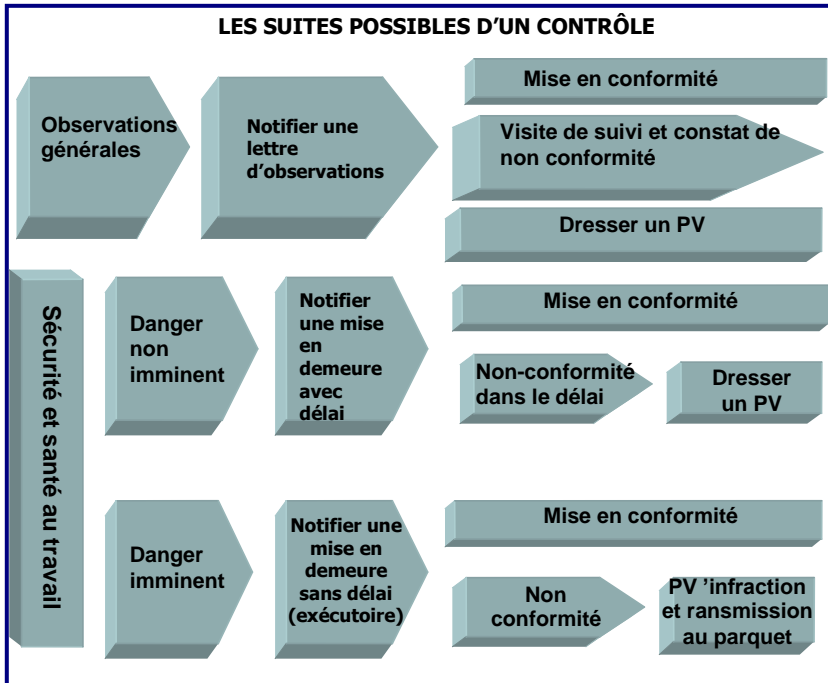 LES SUITES POSSIBLES D’UN CONTRÔLE
Observations
générales
Notifier une
lettre
d’observations
Mise en conformité
Visite de suivi et constat de
non conformité
Dresser un PV
Sécurité et santé au travail
Danger
non
imminent
Notifier
une mise
en
demeure
avec
délai
Mise en conformité
Non-conformité
dans le délai
Dresser
un PV
Danger
imminent
Notifier une
mise en
demeure
sans délai
(exécutoire)
Mise en conformité
Non
conformité
PV ’infraction
et ransmission
au parquet